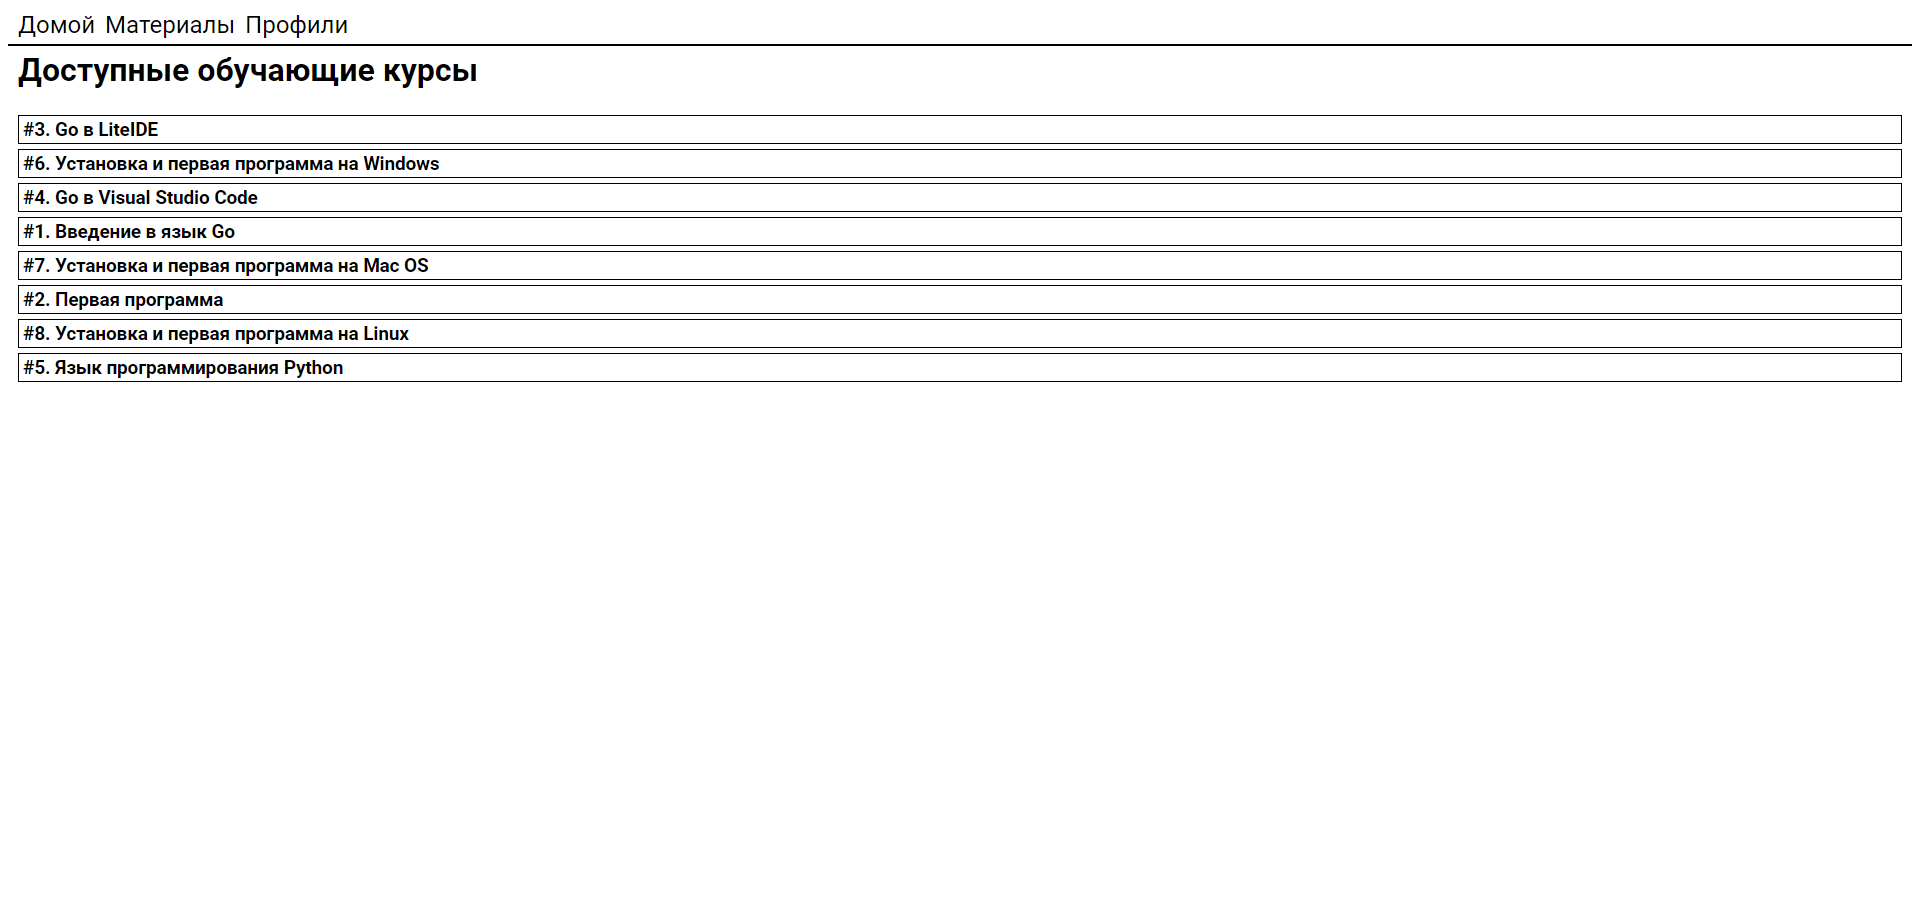 Домой Материалы Профили
Доступные обучающие курсы
#3. Go в LiteIDE
#6. Установка и первая программа на Windows
#4. Go в Visual Studio Code
#1. Введение в язык Go
#7. Установка и первая программа на Mac OS
#2. Первая программа
#8. Установка и первая программа на Linux
#5. Язык программирования Python